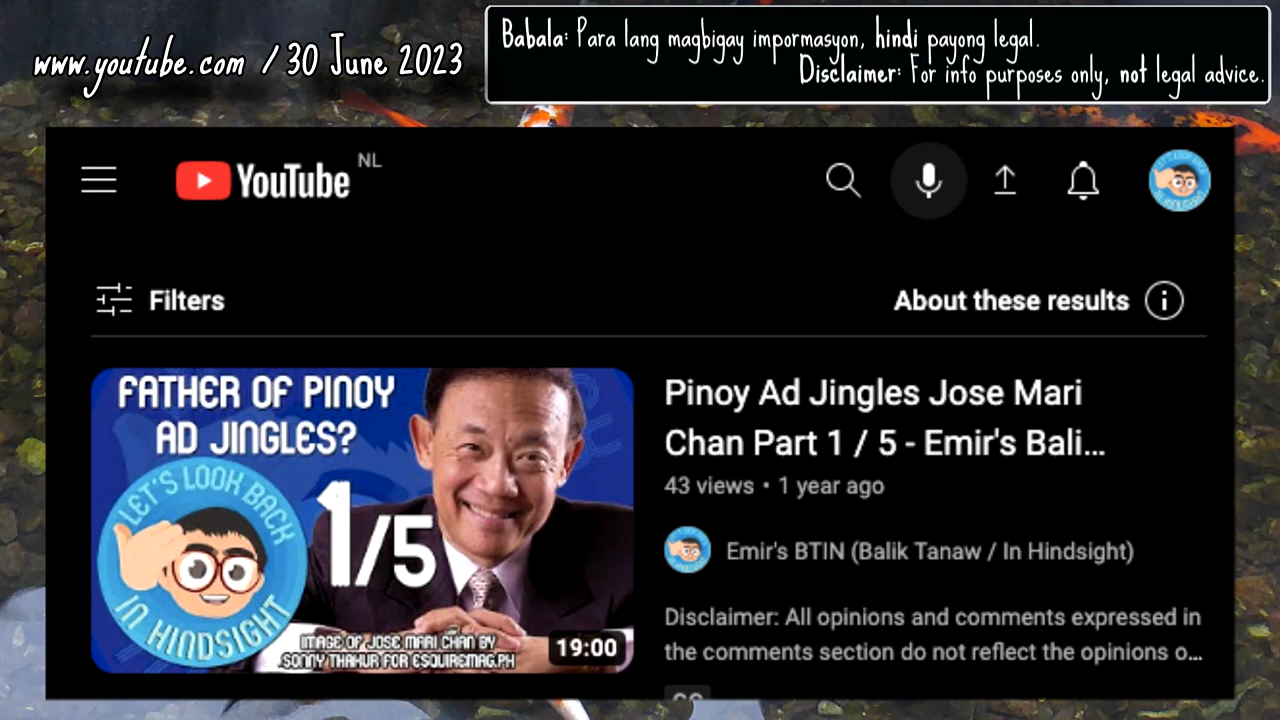 www.youtube.com / 30 June 2023
Babala: Para lang magbigay impormasyon, hindi payong legal.
Disclaimer: For info purposes only, not legal advice.
YouTube NL
Filters
About these results
FATHER OF PINOY
AD JINGLES?
LET'S LOOK BACK
IN HINDSIGHT
1/5
IMAGE OF JOSE MARI CHAN BY
SONNY THAKUR FOR ESQUIREMAG.PH
19:00
Pinoy Ad Jingles Jose Mari
Chan Part 1 / 5 - Emir's Bali...
43 views • 1 year ago
Emir's BTIN (Balik Tanaw / In Hindsight)
Disclaimer: All opinions and comments expressed in
the comments section do not reflect the opinions o...